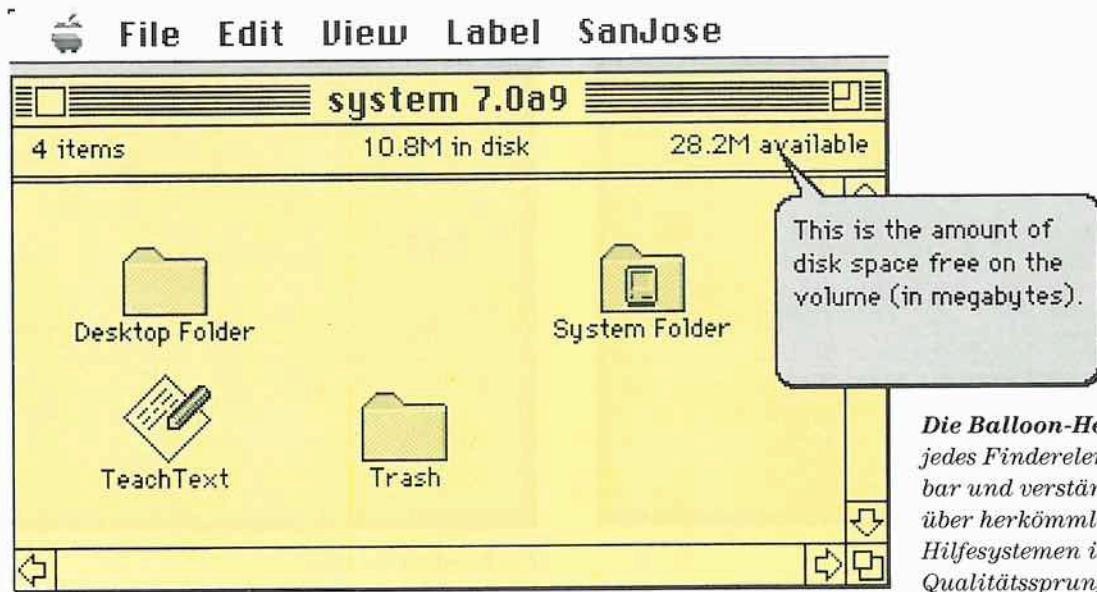 File Edit View Label SanJose
system 7.0a9
4 items 10.8M in disk 28.2M available
This is the amount of
disk space free on the
volume (in megabytes).
Desktop Folder System Folder
TeachText Trash
Die Balloon-He
jedes Finderele
bar und verstän
über herkömml
Hilfesystemen i
Qualitätssprun